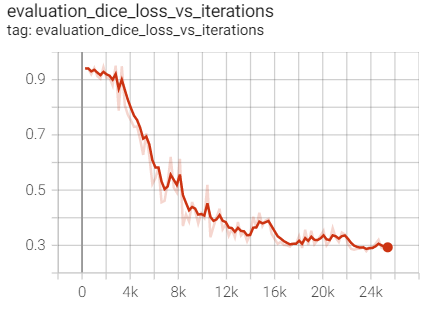 evaluation_dice_loss_vs_iterations
tag: evaluation_dice_loss_vs_iterations
0.9
0.7
0.5
0.3
0 4k 8k 12k 16k 20k 24k